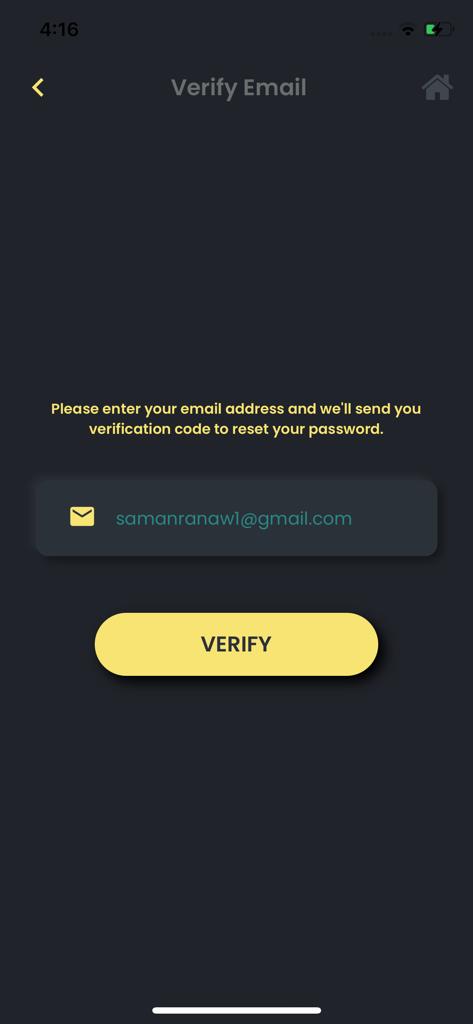 4:16
Verify Email
Please enter your email address and we'll send you
verification code to reset your password.
samanranaw1@gmail.com
VERIFY